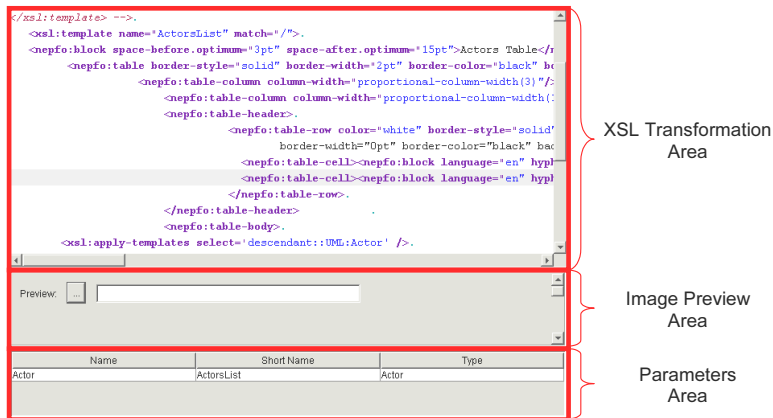 </xsl:template> -->.
<xsl:template name="ActorsList" match="/">.
<nepfo:block space-before.optimum="3pt" space-after.optimum="15pt">Actors Table</
<nepfo:table border-style="solid" border-width="2pt" border-color="black"
<nepfo:table-column column-width="proportional-column-width(3)"/>
<nepfo:table-column column-width="proportional-column-width(
<nepfo:table-header>.
<nepfo:table-row color="white" border-style="solid"
border-width="0pt" border-color="black"
<nepfo:table-cell><nepfo:block language="en"
<nepfo:table-cell><nepfo:block language="en"
</nepfo:table-row>.
</nepfo:table-header> .
<nepfo:table-body>.
<xsl:apply-templates select='descendant::UML:Actor' />.
XSL Transformation
Area
Preview: ...
Image Preview
Area
Name Short Name Type
Actor ActorsList Actor
Parameters
Area